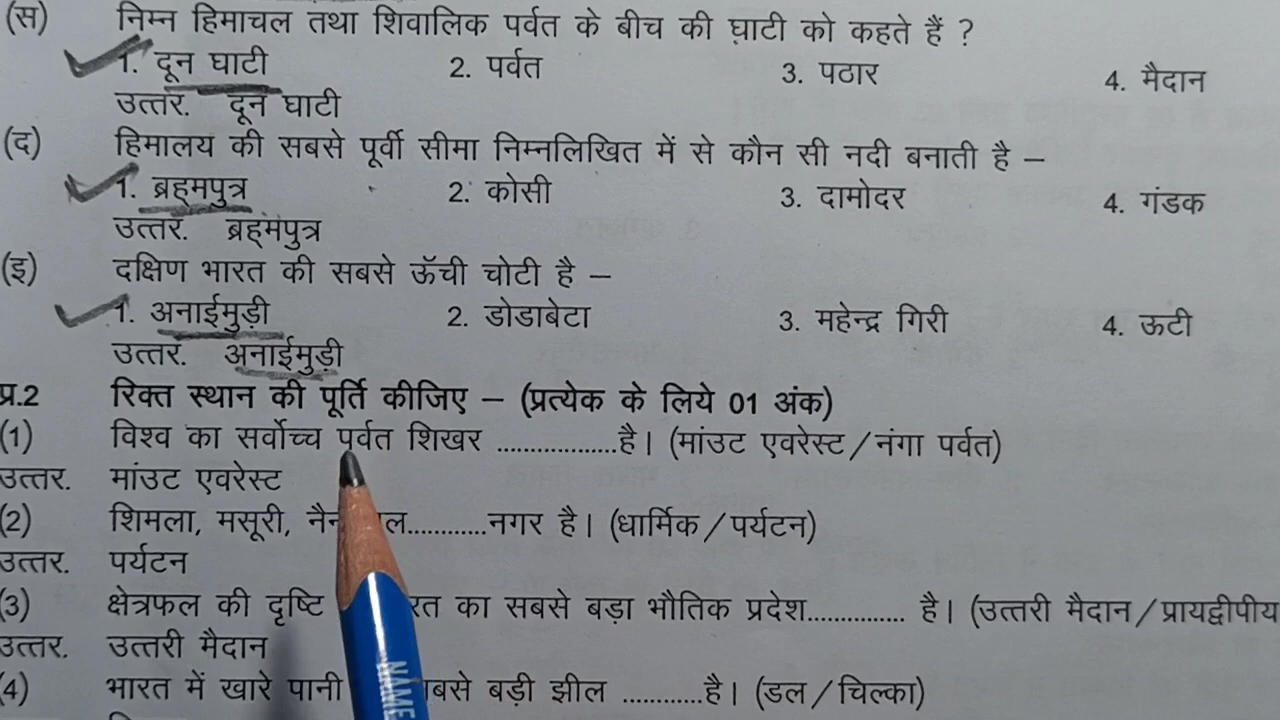 (स) निम्न हिमाचल तथा शिवालिक पर्वत के बीच की घ़ाटी को कहते हैं ?
1. दून घाटी 2. पर्वत 3. पठार 4. मैदान
उत्तर. दून घाटी
(द) हिमालय की सबसे पूर्वी सीमा निम्नलिखित में से कौन सी नदी बनाती है –
1. ब्रह्मपुत्र 2. कोसी 3. दामोदर 4. गंडक
उत्तर. ब्रह्मपुत्र
(इ) दक्षिण भारत की सबसे ऊँची चोटी है –
1. अनाईमुड़ी 2. डोडाबेटा 3. महेन्द्र गिरी 4. ऊटी
उत्तर. अनाईमुड़ी
प्र.2 रिक्त स्थान की पूर्ति कीजिए – (प्रत्येक के लिये 01 अंक)
(1) विश्व का सर्वोच्च पर्वत शिखर ..................है। (मांउट एवरेस्ट/नंगा पर्वत)
उत्तर. मांउट एवरेस्ट
(2) शिमला, मसूरी, ............नगर है। (धार्मिक/पर्यटन)
उत्तर. पर्यटन
(3) क्षेत्रफल की दृष्टि का सबसे बड़ा भौतिक प्रदेश............... है। (उत्तरी मैदान/प्रायद्वीपीय
उत्तर. उत्तरी मैदान
(4) भारत में खारे पानी बड़ी झील ............है। (डल/चिल्का)
NAME